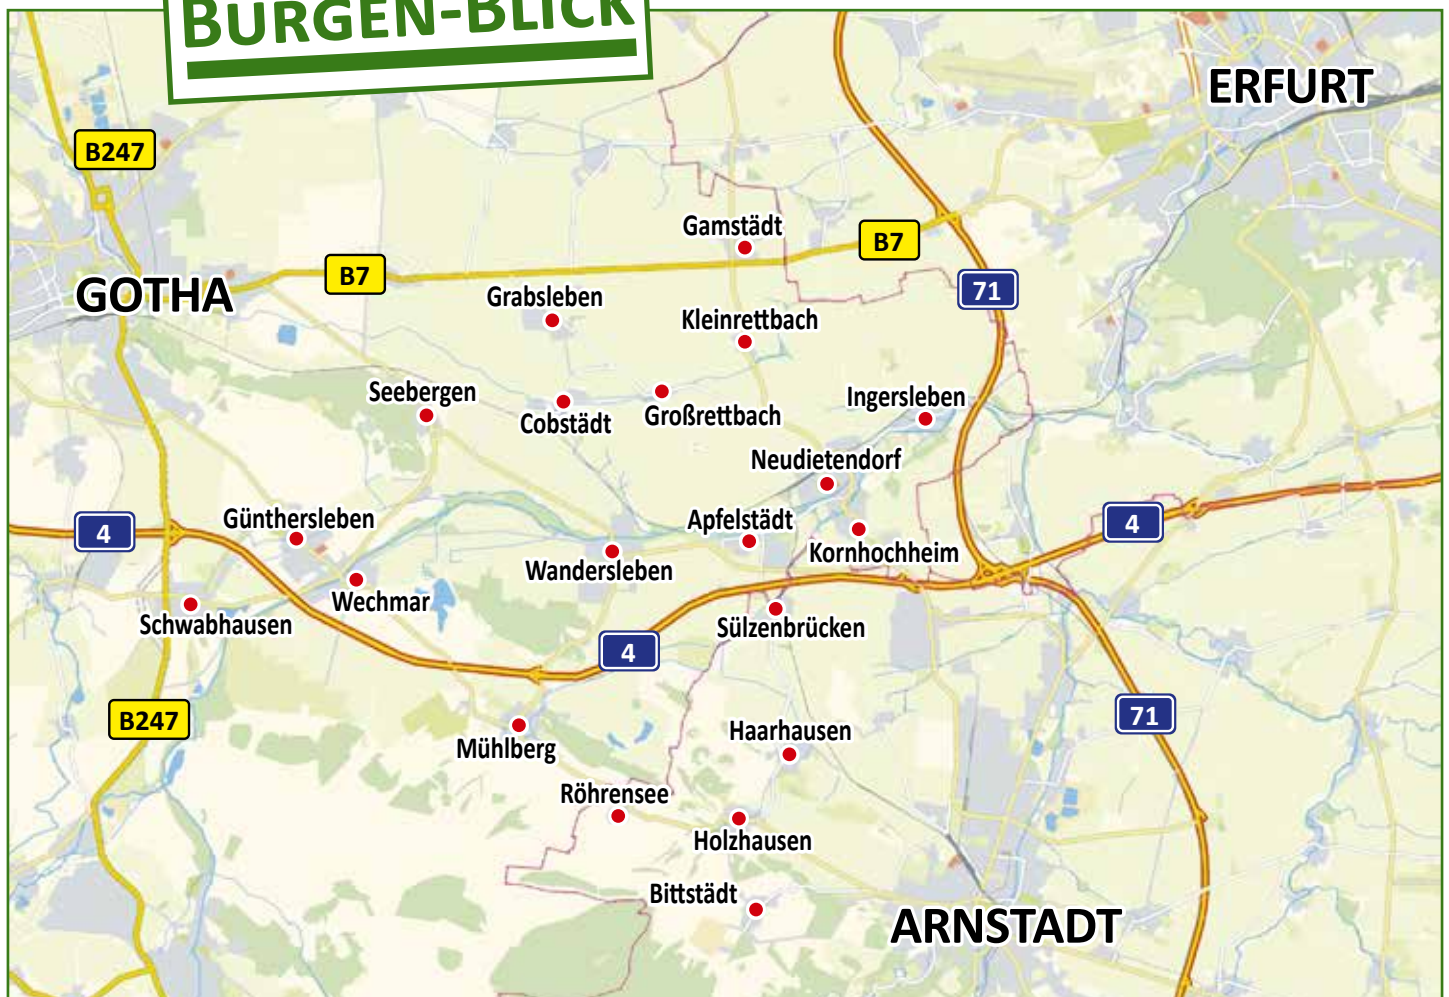 BURGEN-BLICK
ERFURT
B247
Gamstädt
B7
B7
GOTHA
71
Grabsleben
Kleinrettbach
Seebergen
Ingersleben
Cobstädt
Großrettbach
Neudietendorf
Günthersleben
4
Apfelstädt
4
Kornhochheim
Wandersleben
Wechmar
Schwabhausen
Sülzenbrücken
4
B247
71
Haarhausen
Mühlberg
Röhrensee
Holzhausen
Bittstädt
ARNSTADT